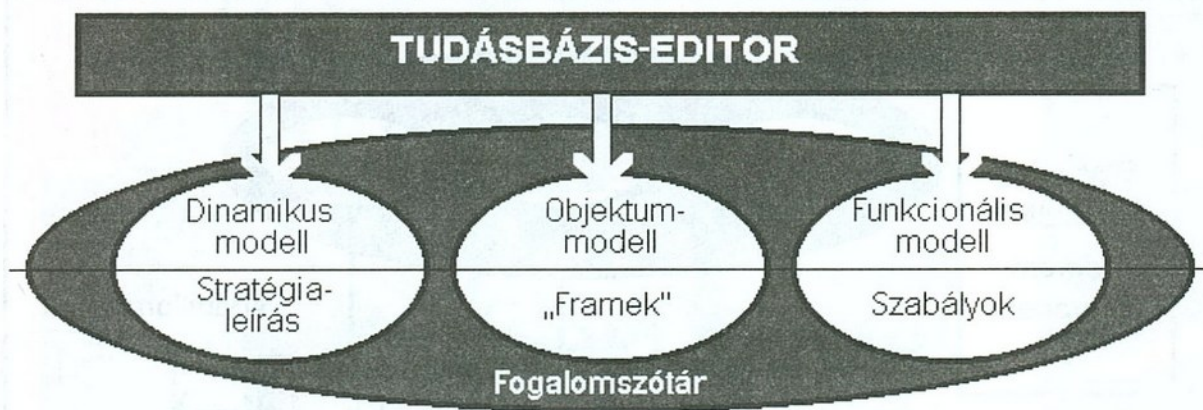 TUDÁSBÁZIS-EDITOR
Dinamikus
modell
Stratégia-
leírás
Objektum-
modell
„Framek"
Funkcionális
modell
Szabályok
Fogalomszótár